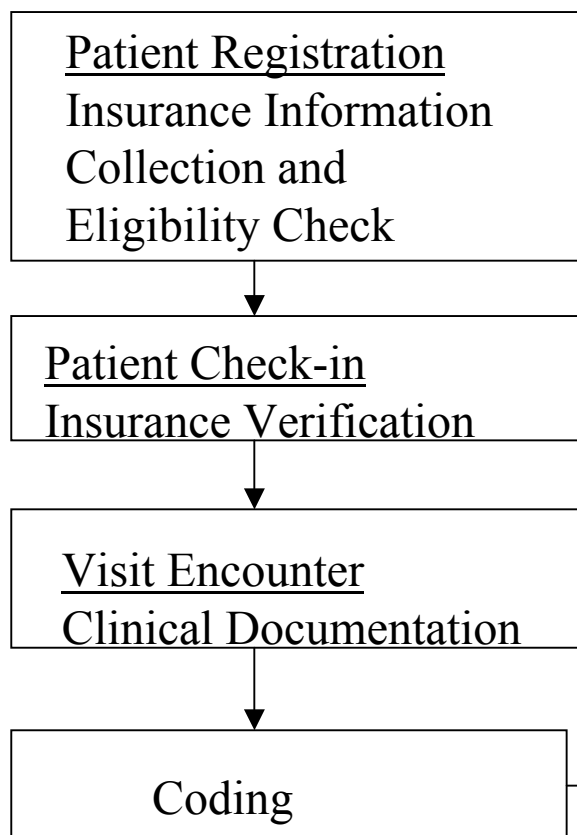 Patient Registration
Insurance Information
Collection and
Eligibility Check
Patient Check-in
Insurance Verification
Visit Encounter
Clinical Documentation
Coding